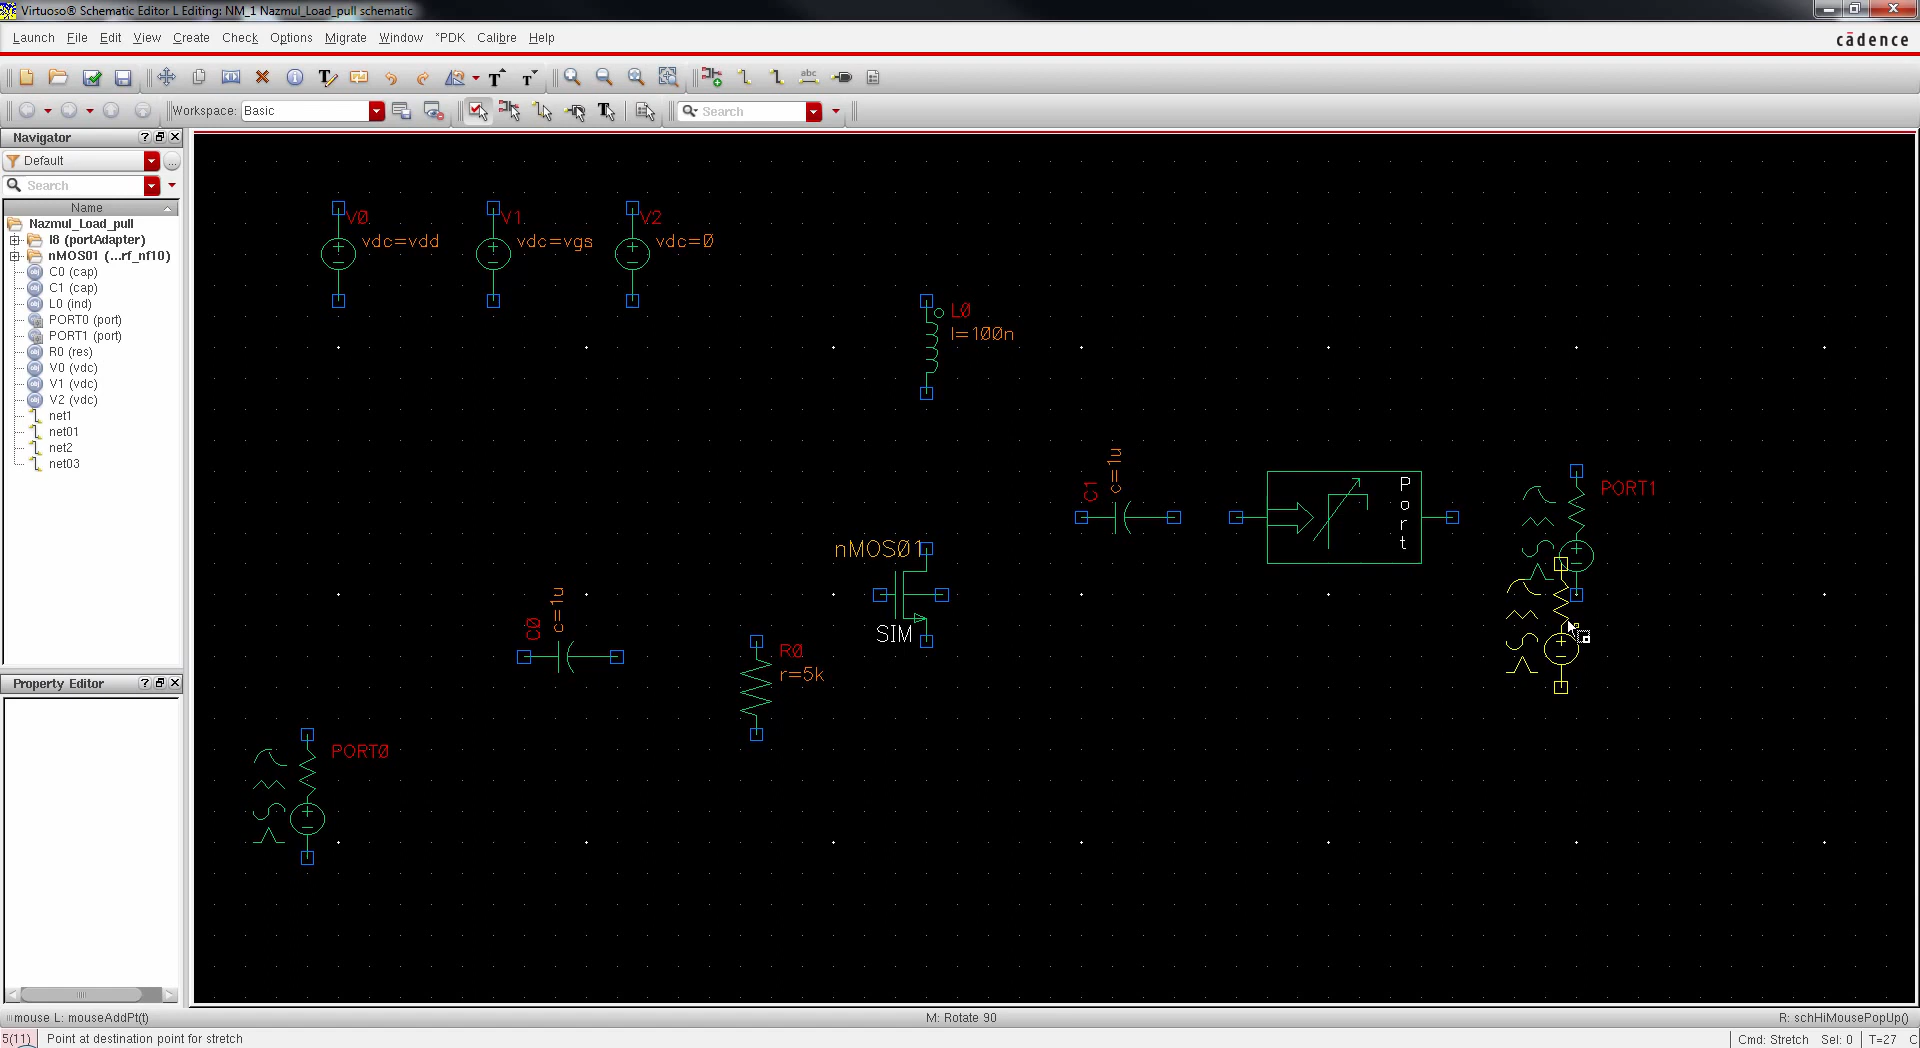 Virtuoso® Schematic Editor L Editing: NM_1 Nazmul_Load_pull schematic
Launch File Edit View Create Check Options Migrate Window *PDK Calibre Help
cādence
Workspace: Basic
Search
Navigator
Default
Search
Name
Nazmul_Load_pull
I8 (portAdapter)
nMOS01 (...rf_nf10)
C0 (cap)
C1 (cap)
L0 (ind)
PORT0 (port)
PORT1 (port)
R0 (res)
V0 (vdc)
V1 (vdc)
V2 (vdc)
net1
net01
net2
net03
Property Editor
V0
vdc=vdd
V1
vdc=vgs
V2
vdc=0
L0
l=100n
C1
c=1u
Port
PORT1
nMOS01
SIM
C0
c=1u
R0
r=5k
PORT0
mouse L: mouseAddPt(t)
M: Rotate 90
R: schHiMousePopUp()
5(11)
Point at destination point for stretch
Cmd: Stretch Sel: 0
T=27 C